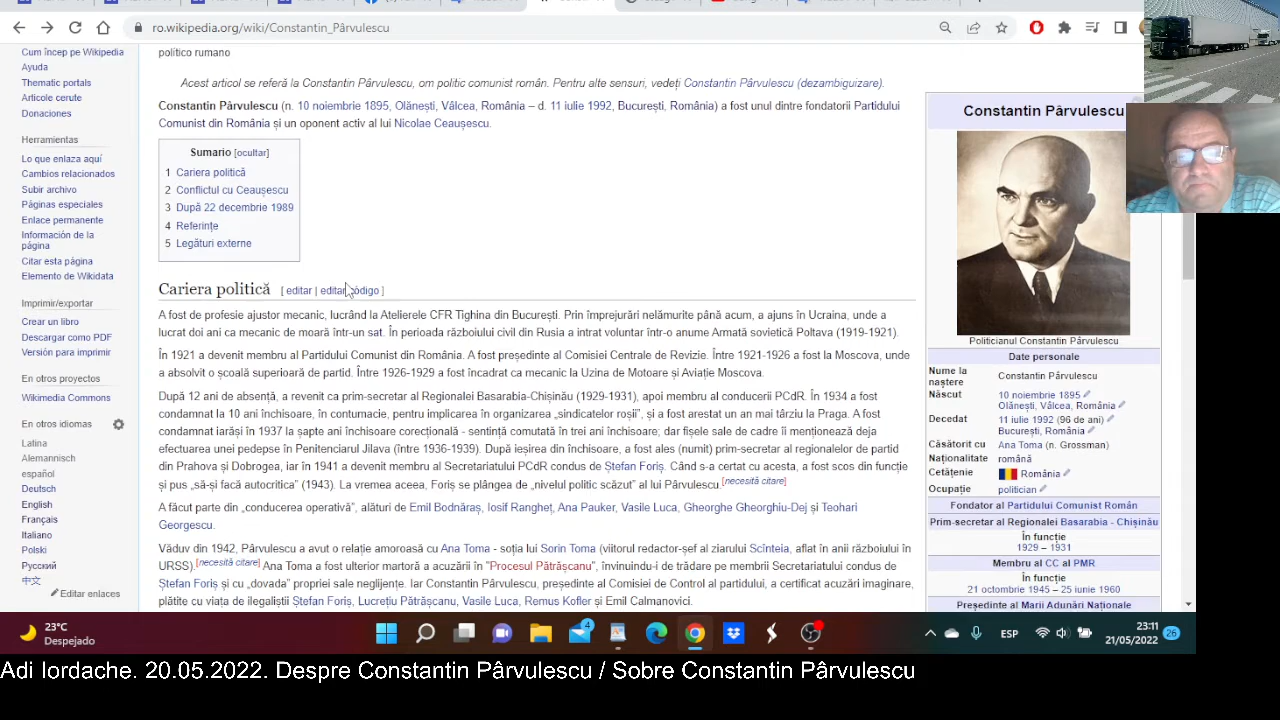 ro.wikipedia.org/wiki/Constantin_Pârvulescu
Cum încep pe Wikipedia
Ayuda
Thematic portals
Articole cerute
Donaciones
Herramientas
Lo que enlaza aquí
Cambios relacionados
Subir archivo
Páginas especiales
Enlace permanente
Información de la
página
Citar esta página
Elemento de Wikidata
Imprimir/exportar
Crear un libro
Descargar como PDF
Versión para imprimir
En otros proyectos
Wikimedia Commons
En otros idiomas
Latina
Alemannisch
español
Deutsch
English
Français
Italiano
Polski
Русский
中文
Editar enlaces
político rumano
Acest articol se referă la Constantin Pârvulescu, om politic comunist român. Pentru alte sensuri, vedeți Constantin Pârvulescu (dezambiguizare).
Constantin Pârvulescu (n. 10 noiembrie 1895, Olănești, Vâlcea, România – d. 11 iulie 1992, București, România) a fost unul dintre fondatorii Partidului
Comunist din România și un oponent activ al lui Nicolae Ceaușescu.
Sumario [ocultar]
1 Cariera politică
2 Conflictul cu Ceaușescu
3 După 22 decembrie 1989
4 Referințe
5 Legături externe
Cariera politică [ editar | editar código ]
A fost de profesie ajustor mecanic, lucrând la Atelierele CFR Tighina din București. Prin împrejurări nelămurite până acum, a ajuns în Ucraina, unde a
lucrat doi ani ca mecanic de moară într-un sat. În perioada războiului civil din Rusia a intrat voluntar într-o anume Armată sovietică Poltava (1919-1921).
În 1921 a devenit membru al Partidului Comunist din România. A fost președinte al Comisiei Centrale de Revizie. Între 1921-1926 a fost la Moscova, unde
a absolvit o școală superioară de partid. Între 1926-1929 a fost încadrat ca mecanic la Uzina de Motoare și Aviație Moscova.
După 12 ani de absență, a revenit ca prim-secretar al Regionalei Basarabia-Chișinău (1929-1931), apoi membru al conducerii PCdR. În 1934 a fost
condamnat la 10 ani închisoare, în contumacie, pentru implicarea în organizarea „sindicatelor roșii”, și a fost arestat un an mai târziu la Praga. A fost
condamnat iarăși în 1937 la șapte ani închisoare corecțională - sentință comutată în trei ani închisoare; dar fișele sale de cadre îi menționează deja
efectuarea unei pedepse în Penitenciarul Jilava (între 1936-1939). După ieșirea din închisoare, a fost ales (numit) prim-secretar al regionalelor de partid
din Prahova și Dobrogea, iar în 1941 a devenit membru al Secretariatului PCdR condus de Ștefan Foriș. Când s-a certat cu acesta, a fost scos din funcție
și pus „să-și facă autocritica” (1943). La vremea aceea, Foriș se plângea de „nivelul politic scăzut” al lui Pârvulescu.[necesită citare]
A făcut parte din „conducerea operativă”, alături de Emil Bodnăraș, Iosif Rangheț, Ana Pauker, Vasile Luca, Gheorghe Gheorghiu-Dej și Teohari
Georgescu.
Văduv din 1942, Pârvulescu a avut o relație amoroasă cu Ana Toma - soția lui Sorin Toma (viitorul redactor-șef al ziarului Scînteia, aflat în anii războiului în
URSS).[necesită citare] Ana Toma a fost ulterior martoră a acuzării în "Procesul Pătrășcanu", învinuindu-i de trădare pe membrii Secretariatului condus de
Ștefan Foriș și cu „dovada” propriei sale neglijențe. Iar Constantin Pârvulescu, președinte al Comisiei de Control al partidului, a certificat acuzări imaginare,
plătite cu viața de ilegaliștii Ștefan Foriș, Lucrețiu Pătrășcanu, Vasile Luca, Remus Kofler și Emil Calmanovici.
Constantin Pârvulescu
Politicianul Constantin Pârvulescu
Date personale
Nume la
naștere
Constantin Pârvulescu
Născut
10 noiembrie 1895
Olănești, Vâlcea, România
Decedat
11 iulie 1992 (96 de ani)
București, România
Căsătorit cu
Ana Toma (n. Grossman)
Naționalitate română
Cetățenie România
Ocupație politician
Fondator al Partidului Comunist Român
Prim-secretar al Regionalei Basarabia - Chișinău
În funcție
1929 – 1931
Membru al CC al PMR
În funcție
21 octombrie 1945 - 25 iunie 1960
Președinte al Marii Adunări Naționale
23°C
Despejado
4
ESP
23:11
21/05/2022
26
Adi Iordache. 20.05.2022. Despre Constantin Pârvulescu / Sobre Constantin Pârvulescu